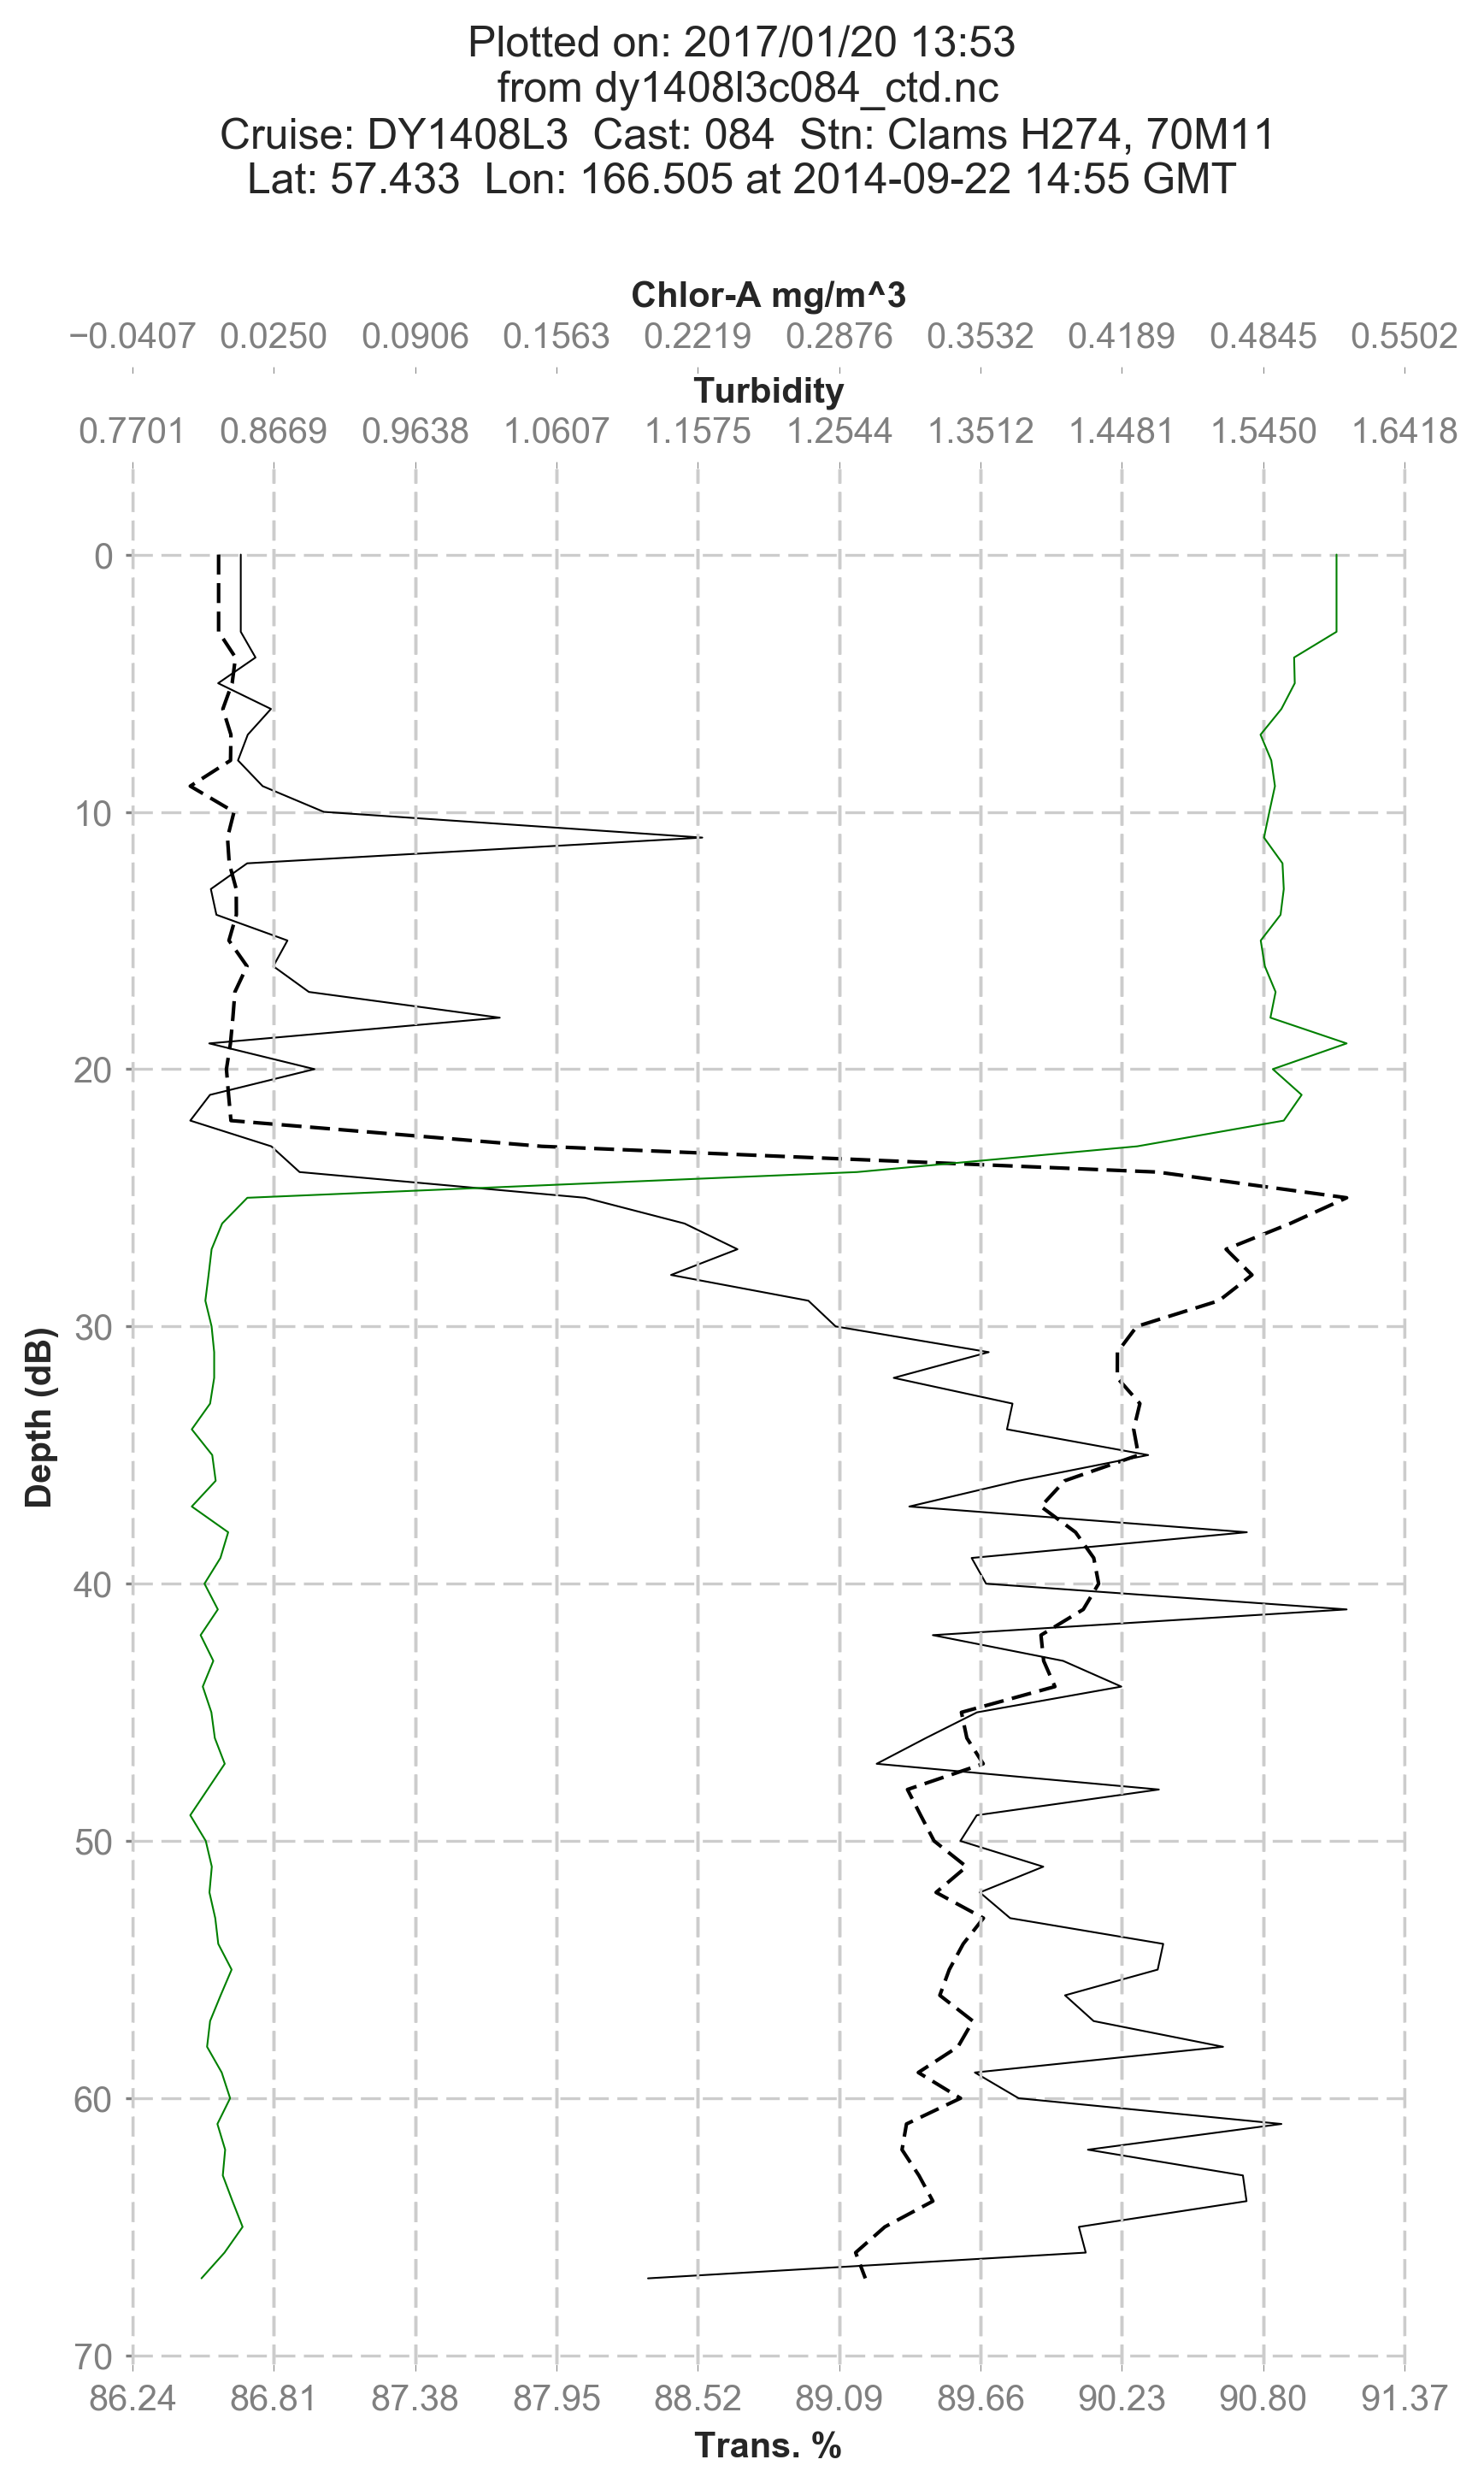 Plotted on: 2017/01/20 13:53
from dy1408l3c084_ctd.nc
Cruise: DY1408L3 Cast: 084 Stn: Clams H274, 70M11
Lat: 57.433 Lon: 166.505 at 2014-09-22 14:55 GMT
Chlor-A mg/m^3
−0.0407 0.0250 0.0906 0.1563 0.2219 0.2876 0.3532 0.4189 0.4845 0.5502
Turbidity
0.7701 0.8669 0.9638 1.0607 1.1575 1.2544 1.3512 1.4481 1.5450 1.6418
0
10
20
30
Depth (dB)
40
50
60
70
86.24 86.81 87.38 87.95 88.52 89.09 89.66 90.23 90.80 91.37
Trans. %